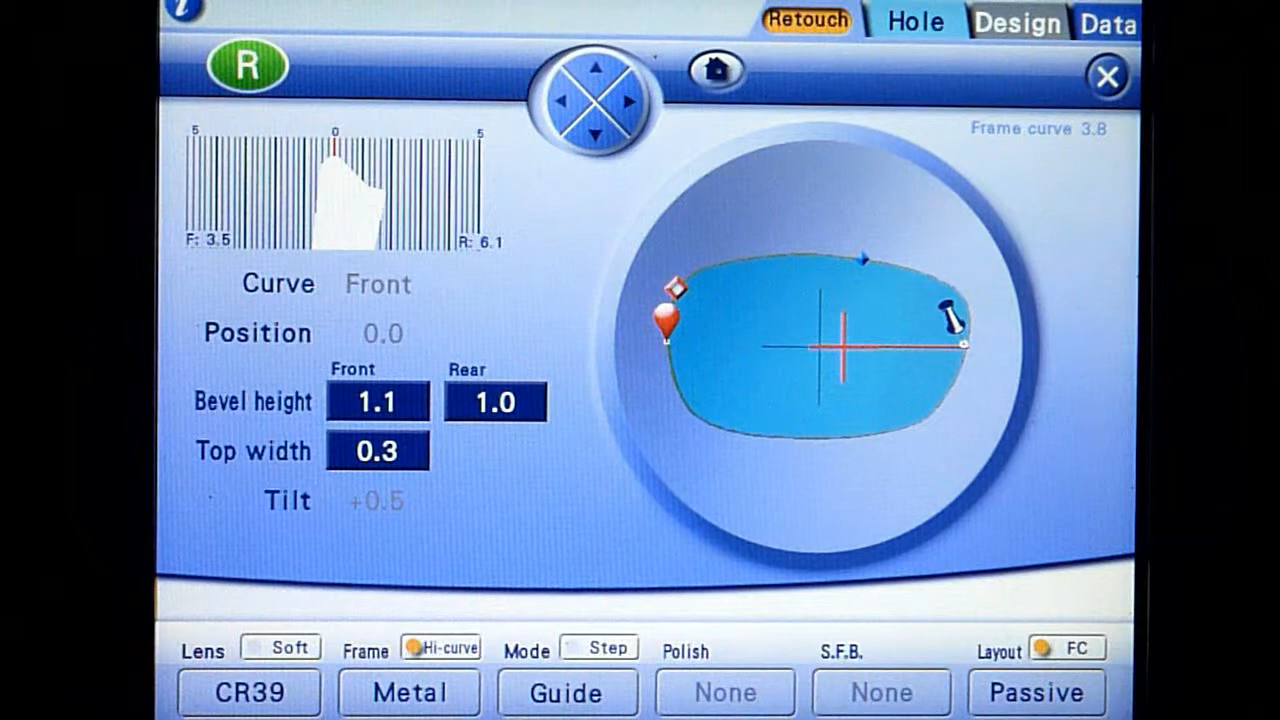 i
Retouch Hole Design Data
R
Frame curve 3.8
5 0 5
F: 3.5 R: 6.1
Curve Front
Position 0.0
Front Rear
Bevel height 1.1 1.0
Top width 0.3
Tilt +0.5
Lens Soft Frame Hi-curve Mode Step Polish S.F.B. Layout FC
CR39 Metal Guide None None Passive